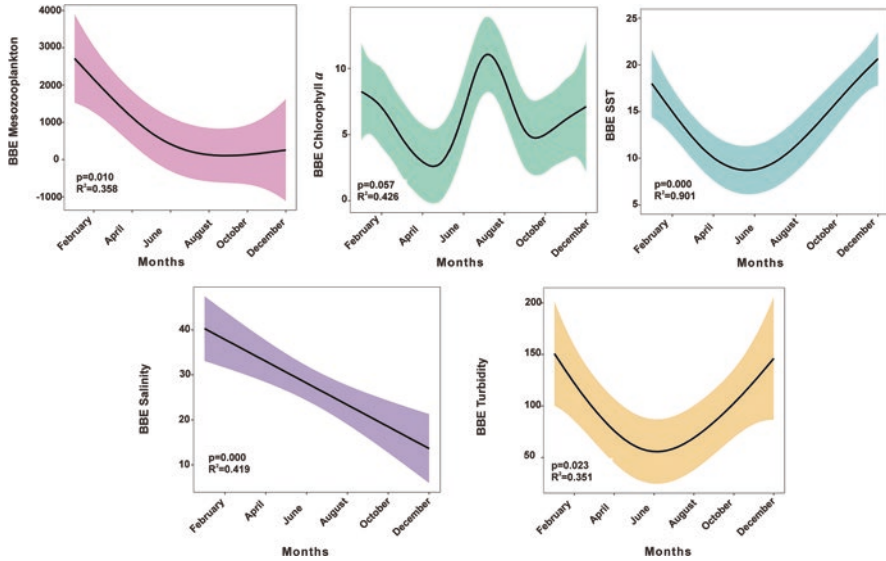 BBE Mesozooplankton
4000
3000
2000
1000
0
-1000
p=0.010
R²=0.358
February
April
June
August
October
December
Months
BBE Chlorophyll a
10
5
0
p=0.057
R²=0.426
February
April
June
August
October
December
Months
BBE SST
25
20
15
10
5
p=0.000
R²=0.901
February
April
June
August
October
December
Months
BBE Salinity
40
30
20
10
p=0.000
R²=0.419
February
April
June
August
October
December
Months
BBE Turbidity
200
150
100
50
p=0.023
R²=0.351
February
April
June
August
October
December
Months